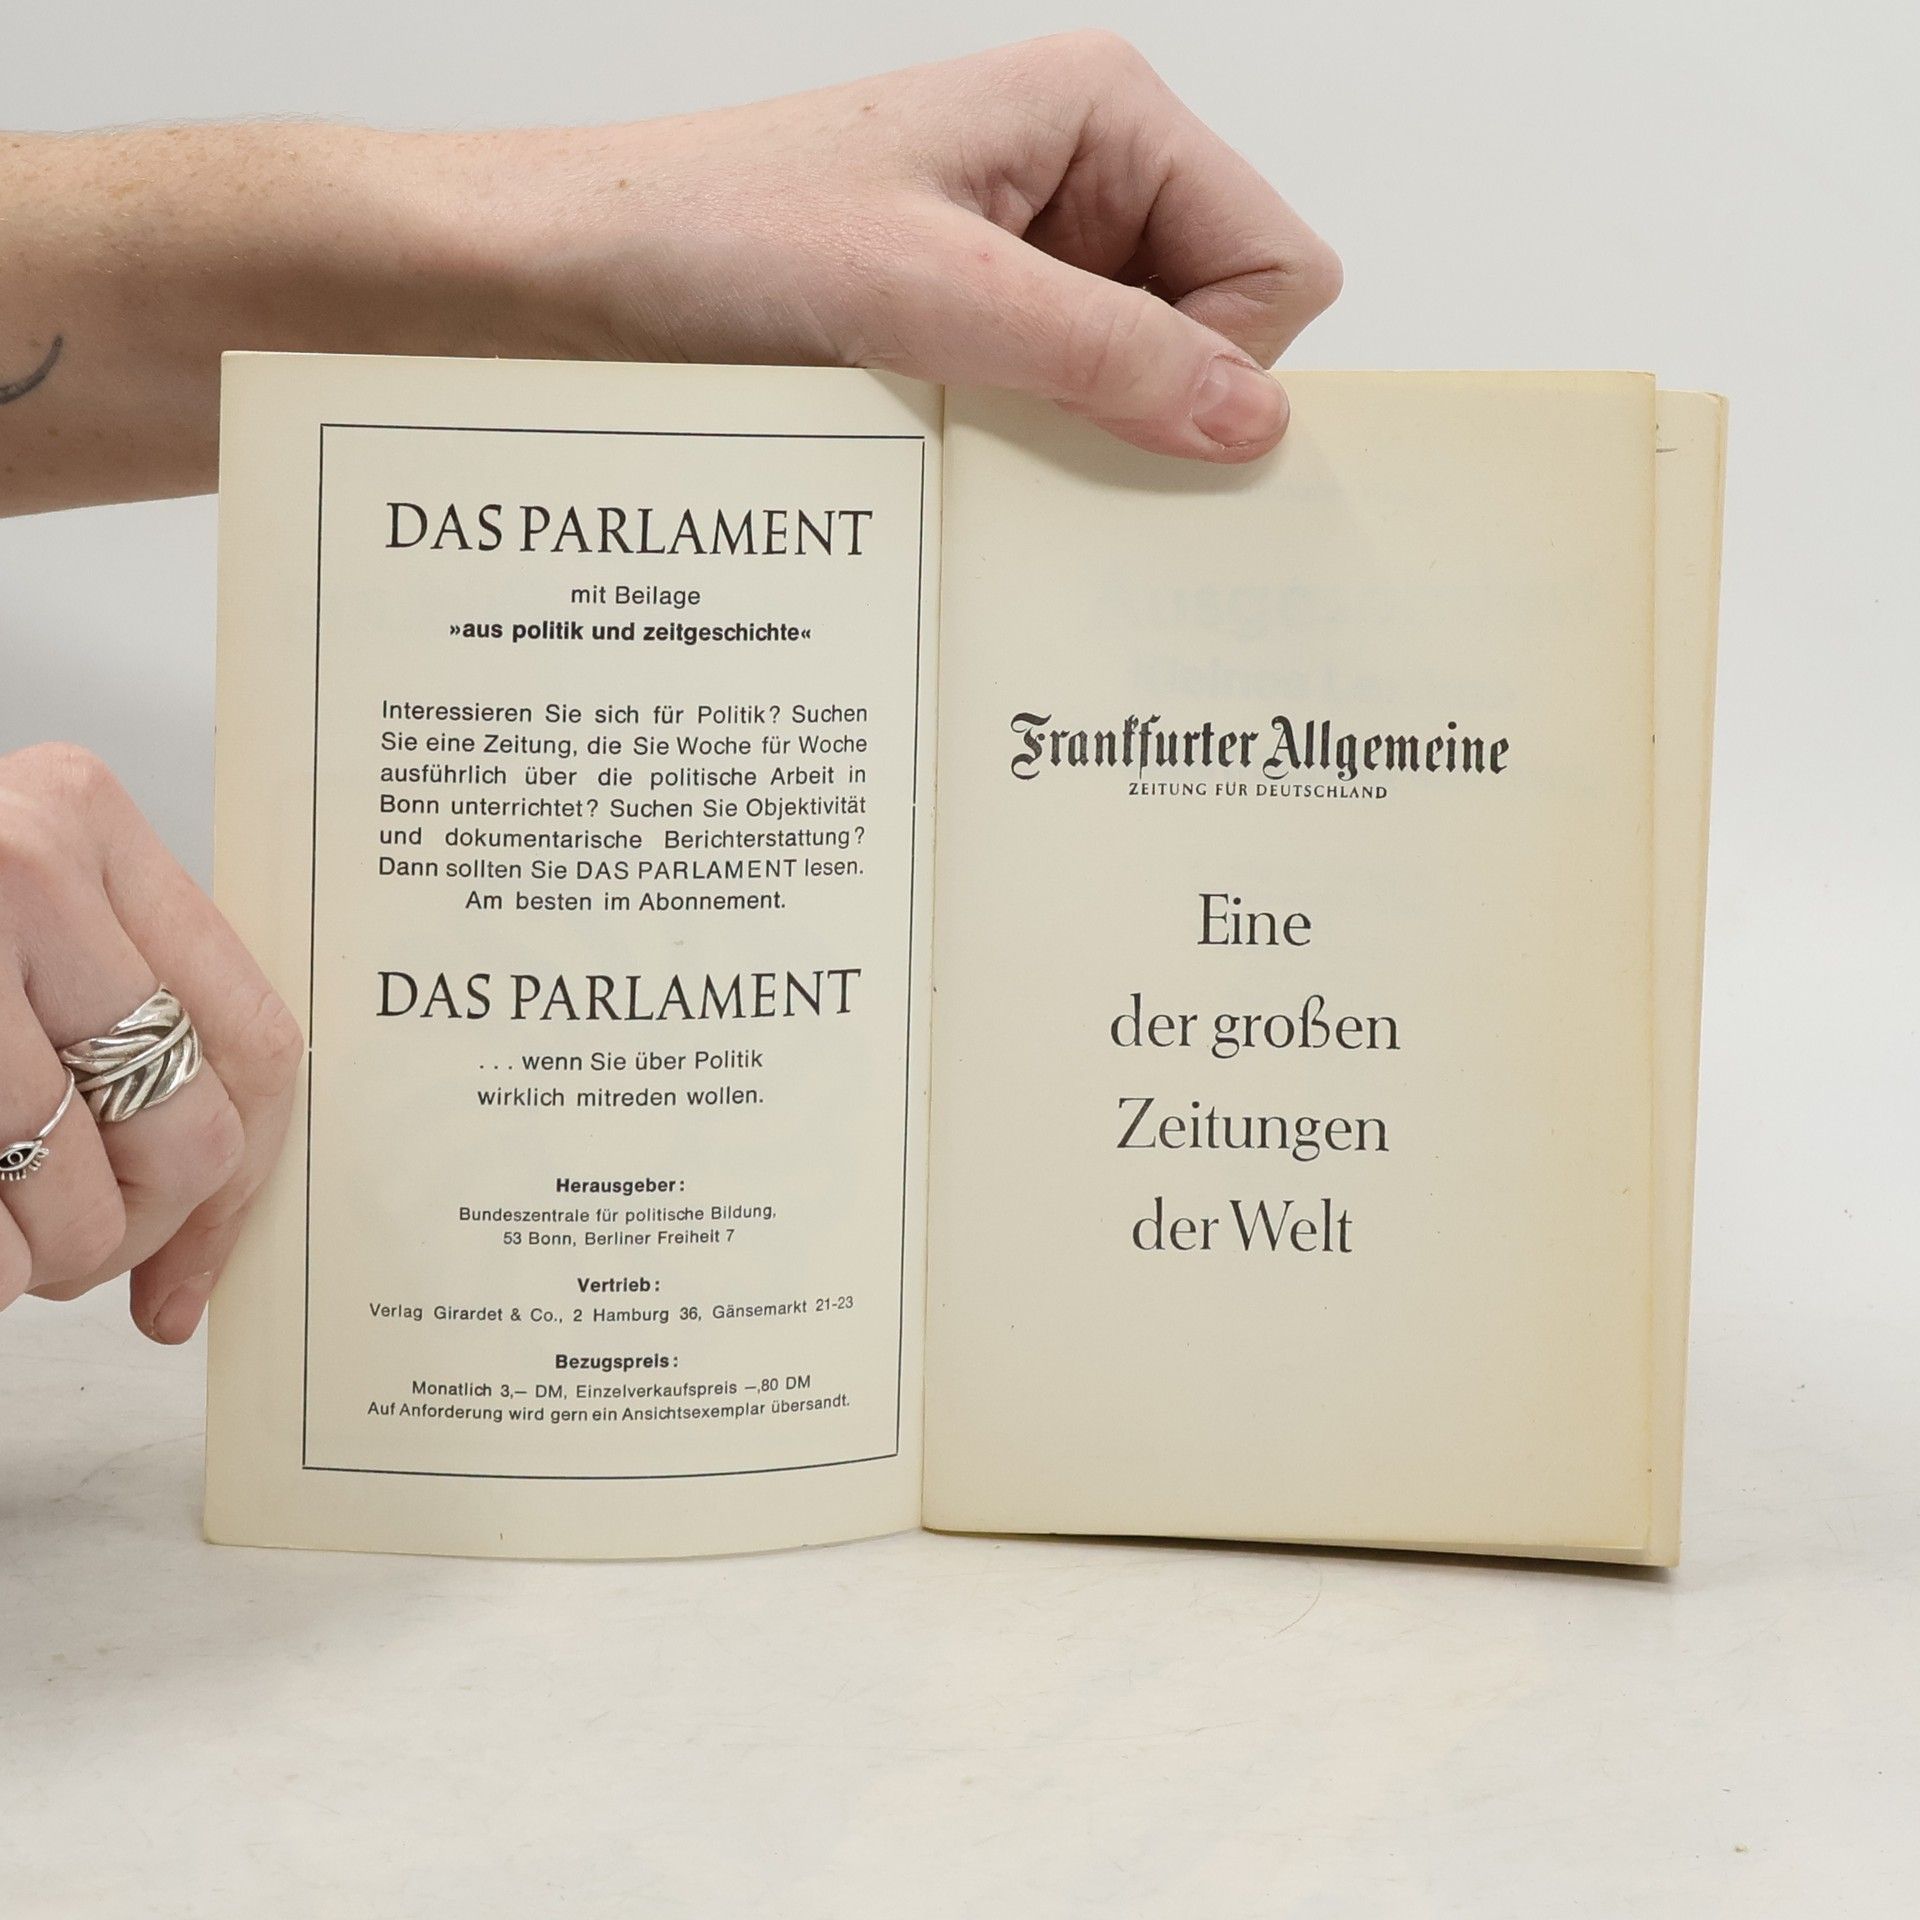 DAS PARLAMENT
mit Beilage
»aus politik und zeitgeschichte«
Interessieren Sie sich für Politik? Suchen
Sie eine Zeitung, die Sie Woche für Woche
ausführlich über die politische Arbeit in
Bonn unterrichtet? Suchen Sie Objektivität
und dokumentarische Berichterstattung?
Dann sollten Sie DAS PARLAMENT lesen.
Am besten im Abonnement.
DAS PARLAMENT
... wenn Sie über Politik
wirklich mitreden wollen.
Herausgeber:
Bundeszentrale für politische Bildung,
53 Bonn, Berliner Freiheit 7
Vertrieb:
Verlag Girardet & Co., 2 Hamburg 36, Gänsemarkt 21-23
Bezugspreis:
Monatlich 3,— DM, Einzelverkaufspreis —,80 DM
Auf Anforderung wird gern ein Ansichtsexemplar übersandt.
Frankfurter Allgemeine
ZEITUNG FÜR DEUTSCHLAND
Eine
der großen
Zeitungen
der Welt